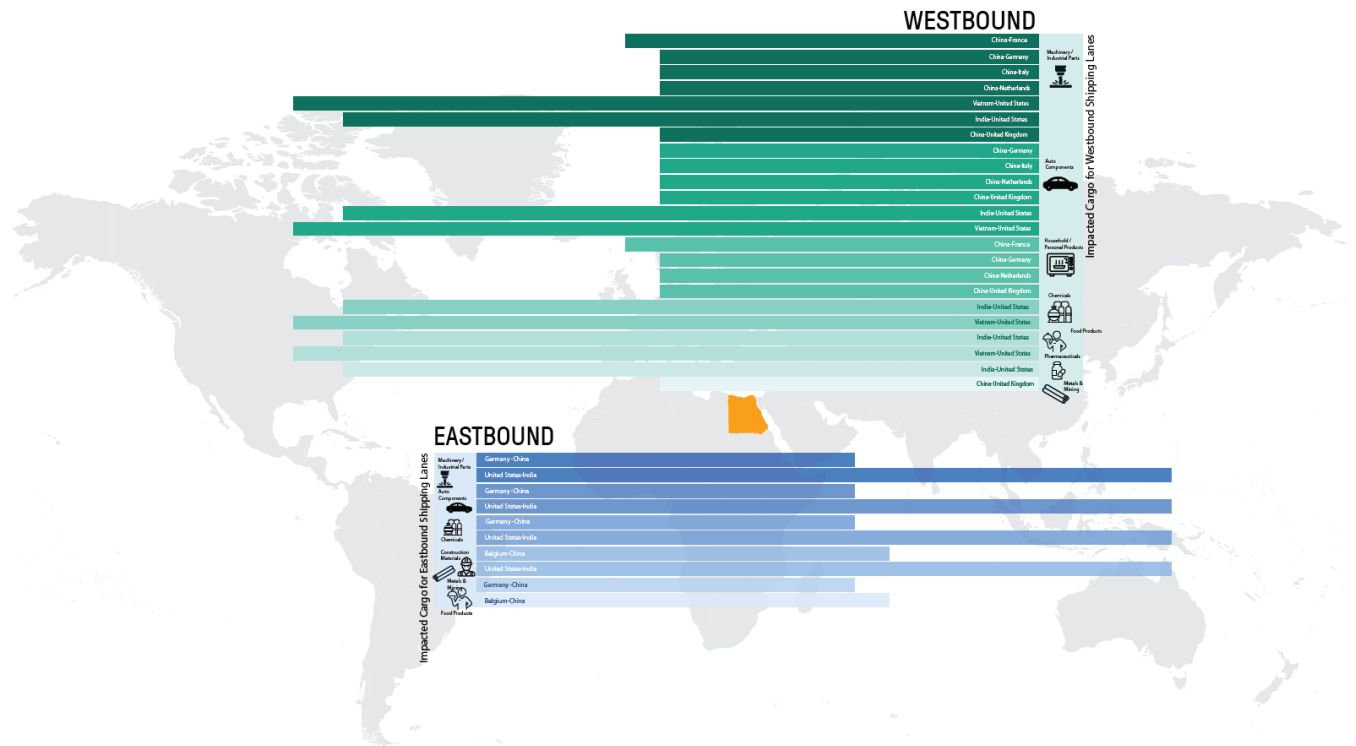 WESTBOUND
China-France
China-Germany
China-Italy
China-Netherlands
Vietnam-United States
India-United States
China-United Kingdom
China-Germany
China-Italy
China-Netherlands
China-United Kingdom
India-United States
Vietnam-United States
China-France
China-Germany
China-Netherlands
China-United Kingdom
India-United States
Vietnam-United States
India-United States
Vietnam-United States
India-United States
China-United Kingdom
Machinery /
Industrial Parts
Auto
Components
Household /
Personal Products
Chemicals
Food Products
Pharmaceuticals
Metals &
Mining
Impacted Cargo for Westbound Shipping Lanes
EASTBOUND
Impacted Cargo for Eastbound Shipping Lanes
Machinery /
Industrial Parts
Auto
Components
Chemicals
Construction
Materials
Metals &
Mining
Food Products
Germany-China
United States-India
Germany-China
United States-India
Germany-China
United States-India
Belgium-China
United States-India
Germany-China
Belgium-China